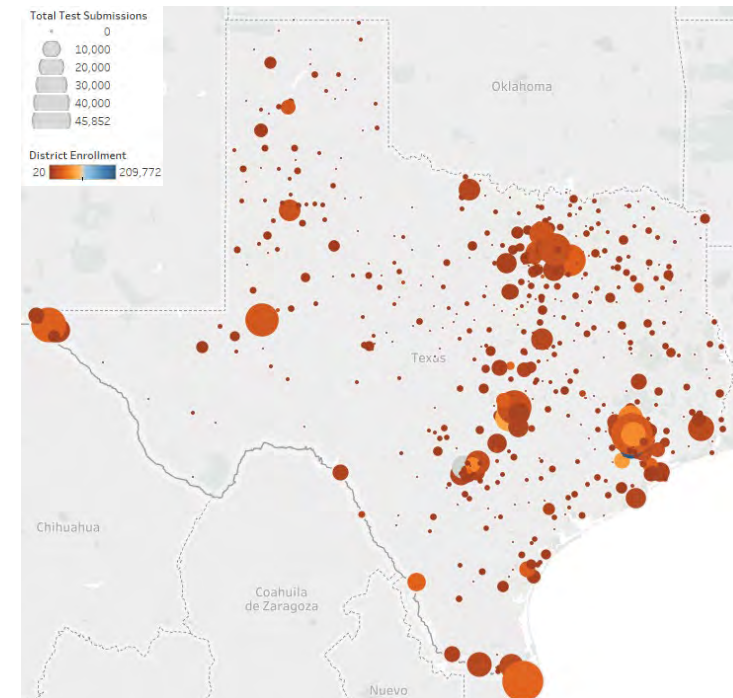 Total Test Submissions
0
10,000
20,000
30,000
40,000
45,852
District Enrollment
20 209,772
Oklahoma
Texas
Chihuahua
Coahuila
de Zaragoza
Nuevo